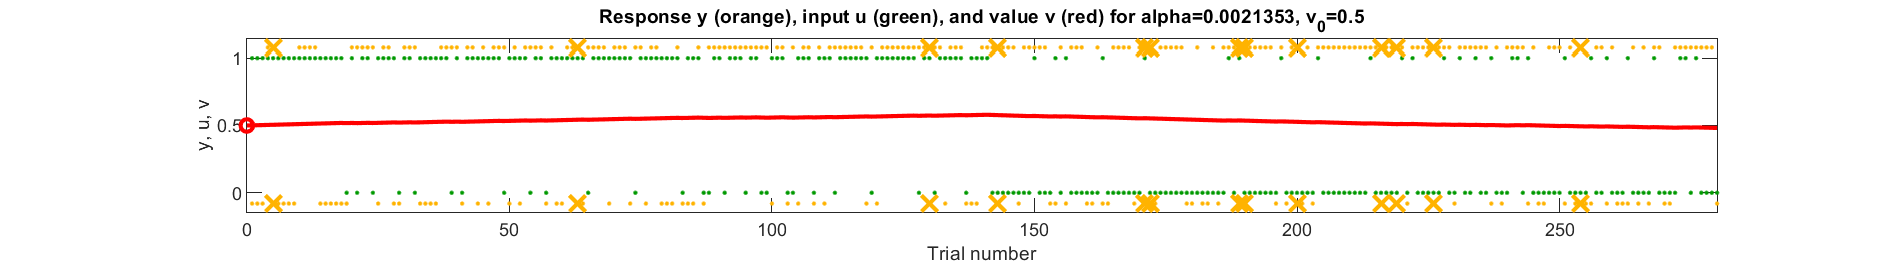 Response y (orange), input u (green), and value v (red) for alpha=0.0021353, v0=0.5
y, u, v
1
0.5
0
0 50 100 150 200 250
Trial number